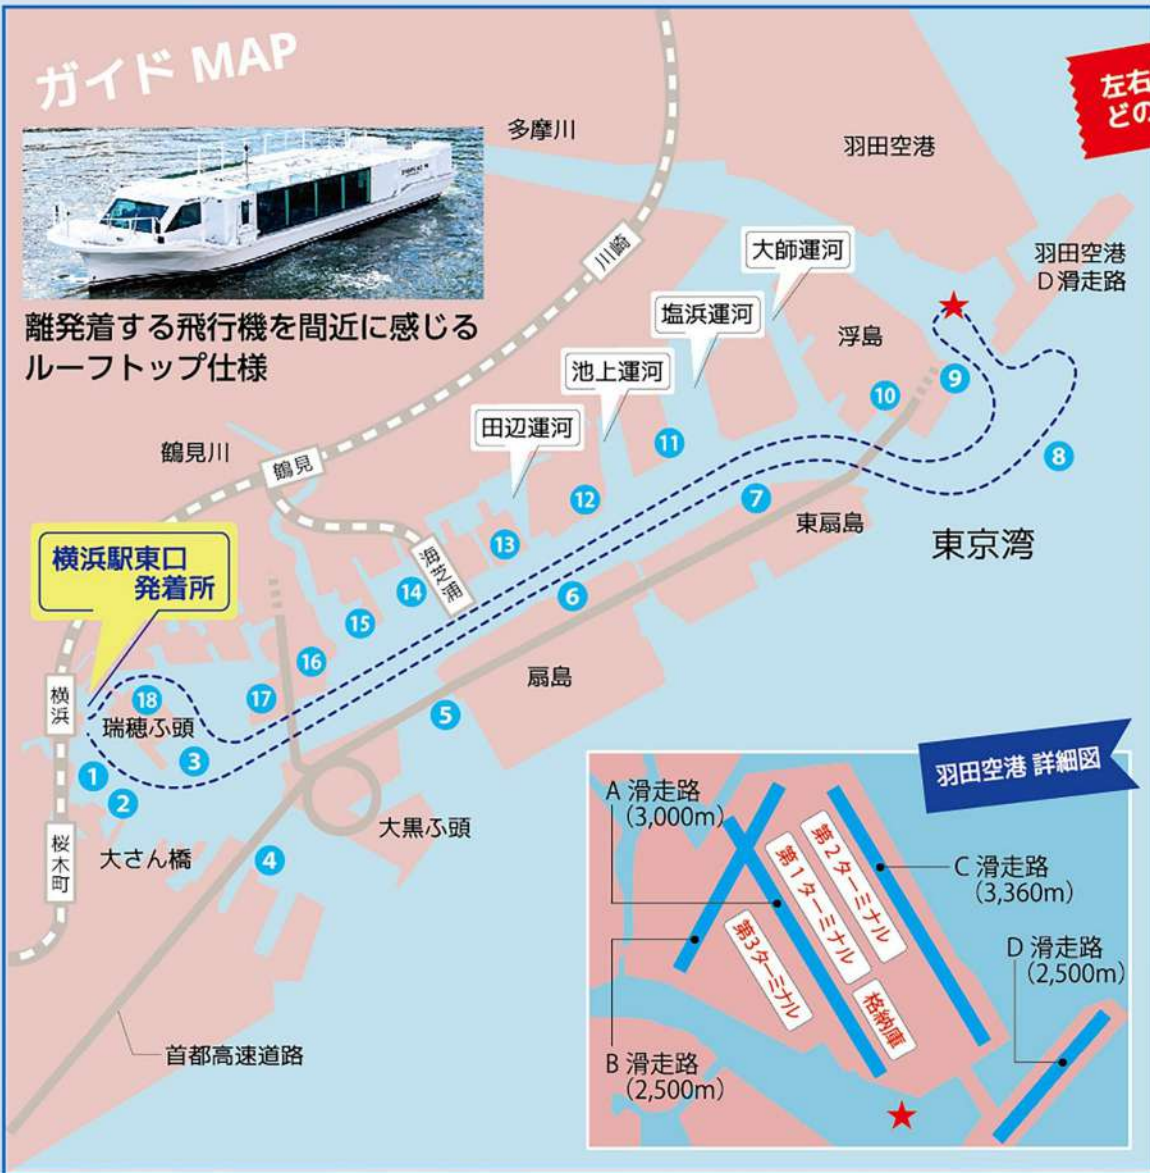 ガイド MAP
左右
どの
多摩川
羽田空港
羽田空港
D滑走路
離発着する飛行機を間近に感じる
ルーフトップ仕様
川崎
大師運河
塩浜運河
浮島
池上運河
田辺運河
鶴見川
鶴見
海芝浦
横浜駅東口
発着所
9
10
11
8
12
7
東扇島
東京湾
13
14
6
15
16
扇島
17
5
18
横浜
瑞穂ふ頭
3
1
2
大黒ふ頭
桜木町
大さん橋
4
首都高速道路
羽田空港 詳細図
A 滑走路
(3,000m)
第2ターミナル
第1ターミナル
第3ターミナル
格納庫
C 滑走路
(3,360m)
D 滑走路
(2,500m)
B 滑走路
(2,500m)